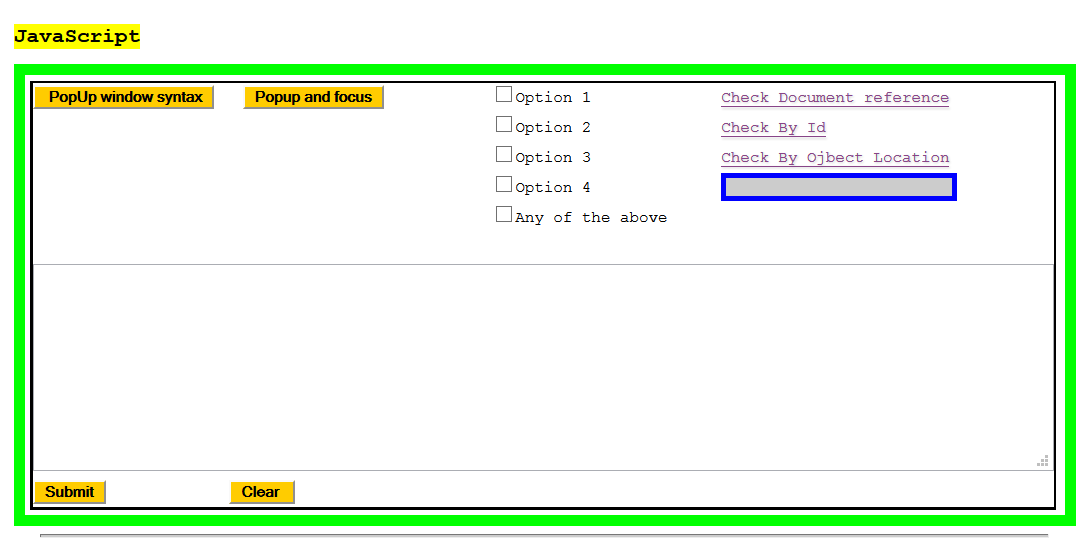 JavaScript
PopUp window syntax Popup and focus Option 1 Check Document reference
Option 2 Check By Id
Option 3 Check By Ojbect Location
Option 4
Any of the above
Submit Clear